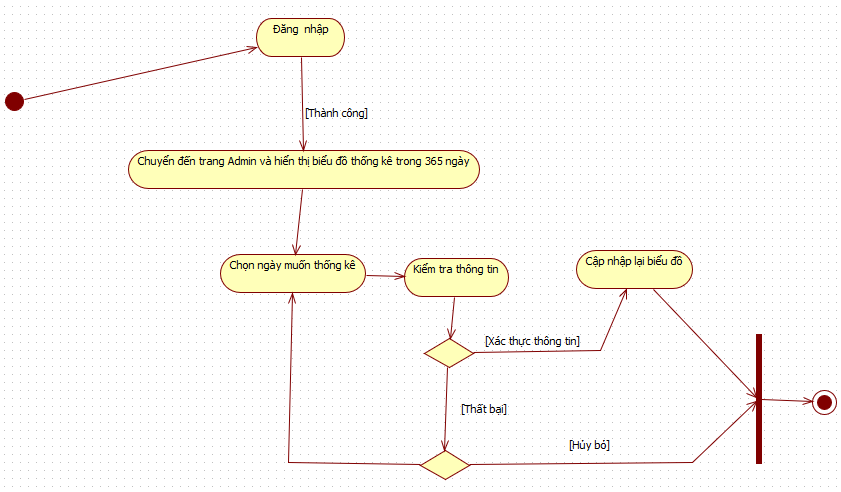 Đăng nhập
[Thành công]
Chuyển đến trang Admin và hiển thị biểu đồ thống kê trong 365 ngày
Chọn ngày muốn thống kê
Kiểm tra thông tin
Cập nhập lại biểu đồ
[Xác thực thông tin]
[Thất bại]
[Hủy bỏ]